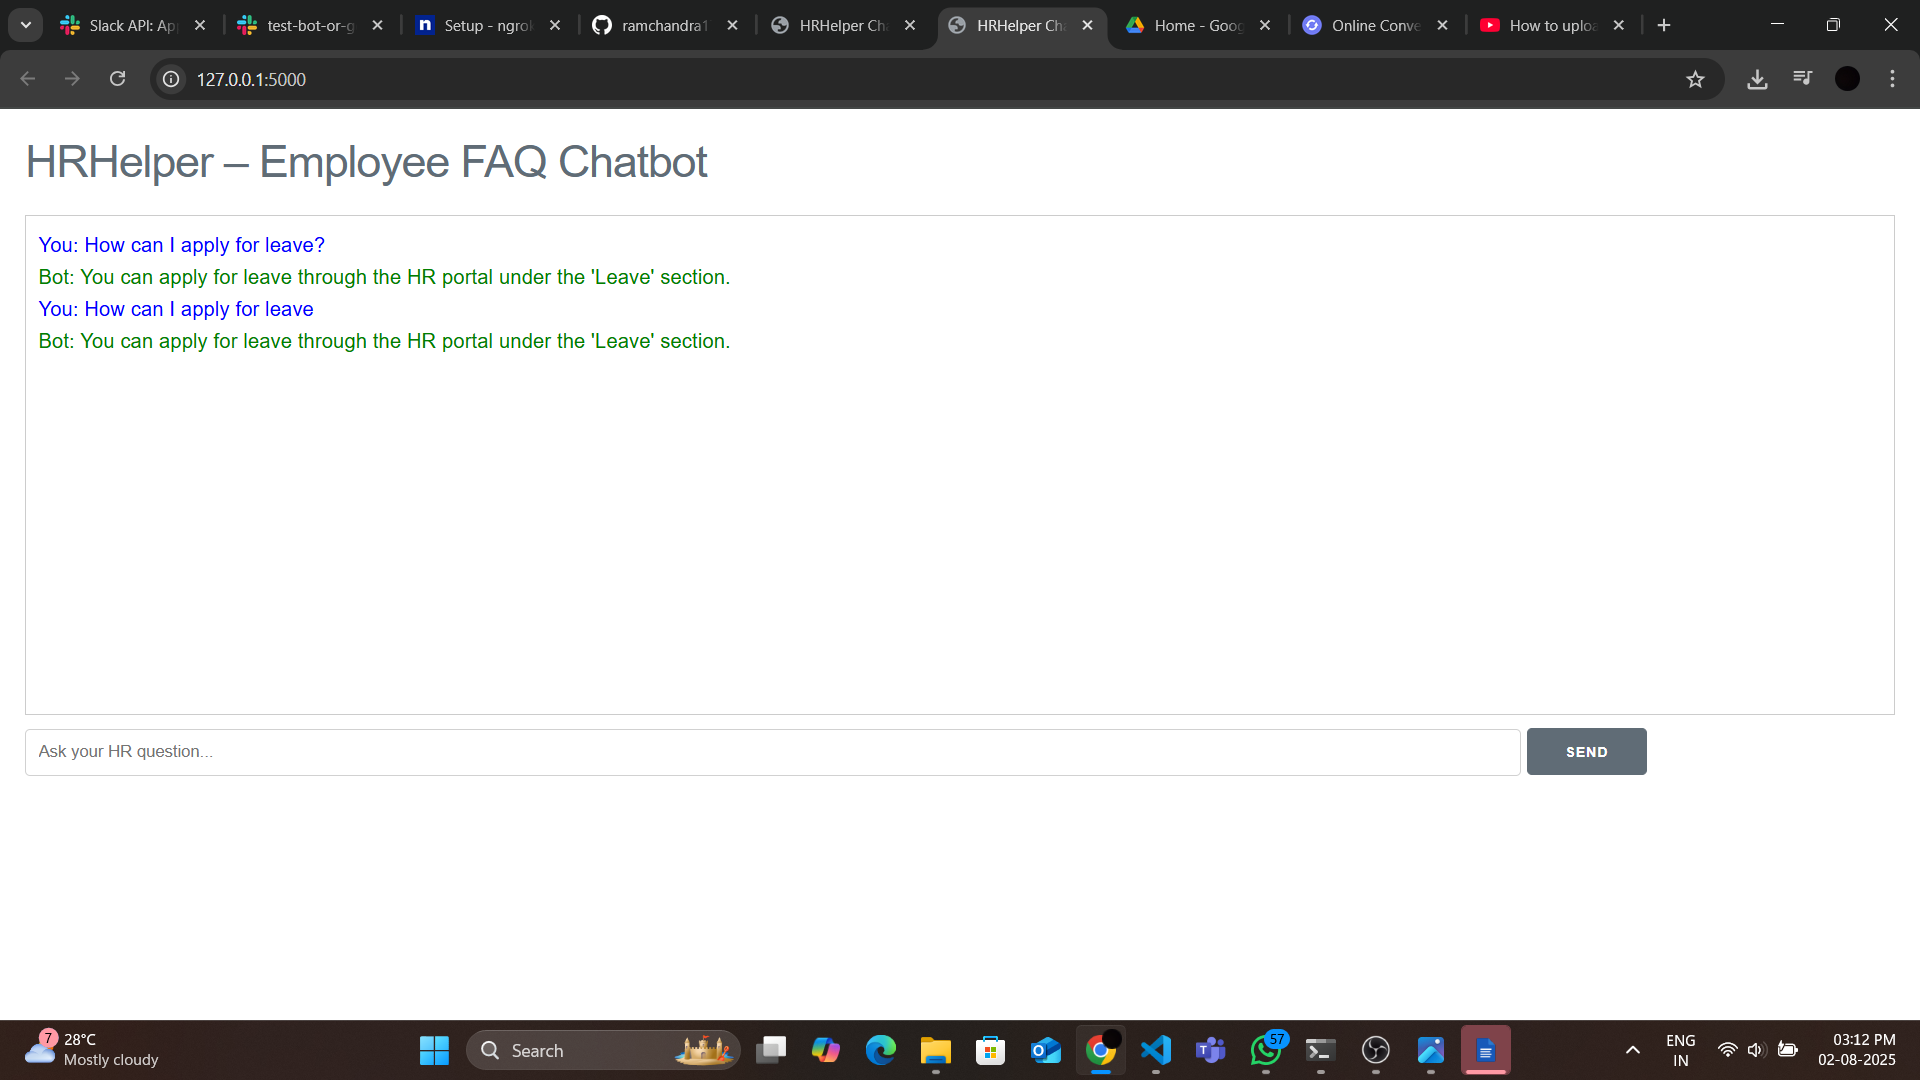 Slack API: Ap
test-bot-or-g
Setup - ngrok
ramchandra1
HRHelper Ch
HRHelper Cha
Home - Goog
Online Conve
How to uploa
127.0.0.1:5000
HRHelper – Employee FAQ Chatbot
You: How can I apply for leave?
Bot: You can apply for leave through the HR portal under the 'Leave' section.
You: How can I apply for leave
Bot: You can apply for leave through the HR portal under the 'Leave' section.
Ask your HR question...
SEND
7
28°C
Mostly cloudy
Search
57
ENG
IN
03:12 PM
02-08-2025